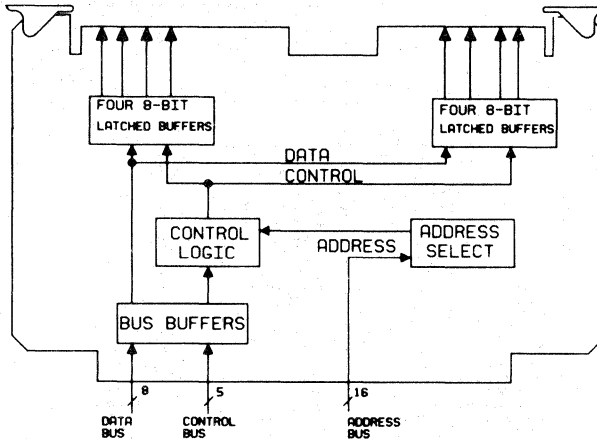 FOUR 8-BIT
LATCHED BUFFERS
FOUR 8-BIT
LATCHED BUFFERS
DATA
CONTROL
CONTROL
LOGIC
ADDRESS
ADDRESS
SELECT
BUS BUFFERS
8
5
16
DATA
BUS
CONTROL
BUS
ADDRESS
BUS